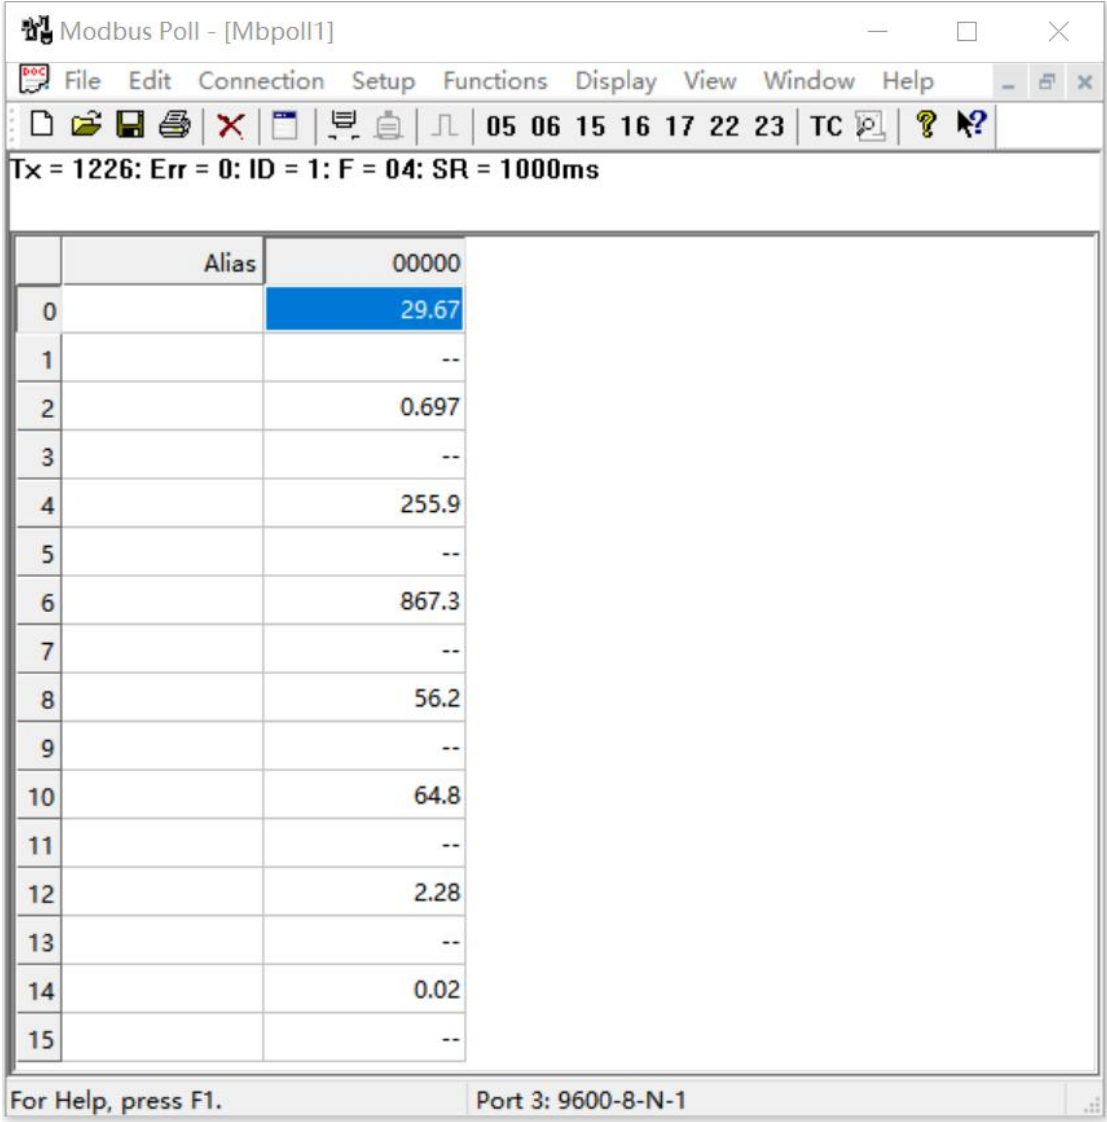 Modbus Poll - [Mbpoll1]
DOC File Edit Connection Setup Functions Display View Window Help
05 06 15 16 17 22 23 TC
Tx = 1226: Err = 0: ID = 1: F = 04: SR = 1000ms
Alias 00000
0 29.67
1 --
2 0.697
3 --
4 255.9
5 --
6 867.3
7 --
8 56.2
9 --
10 64.8
11 --
12 2.28
13 --
14 0.02
15 --
For Help, press F1. Port 3: 9600-8-N-1